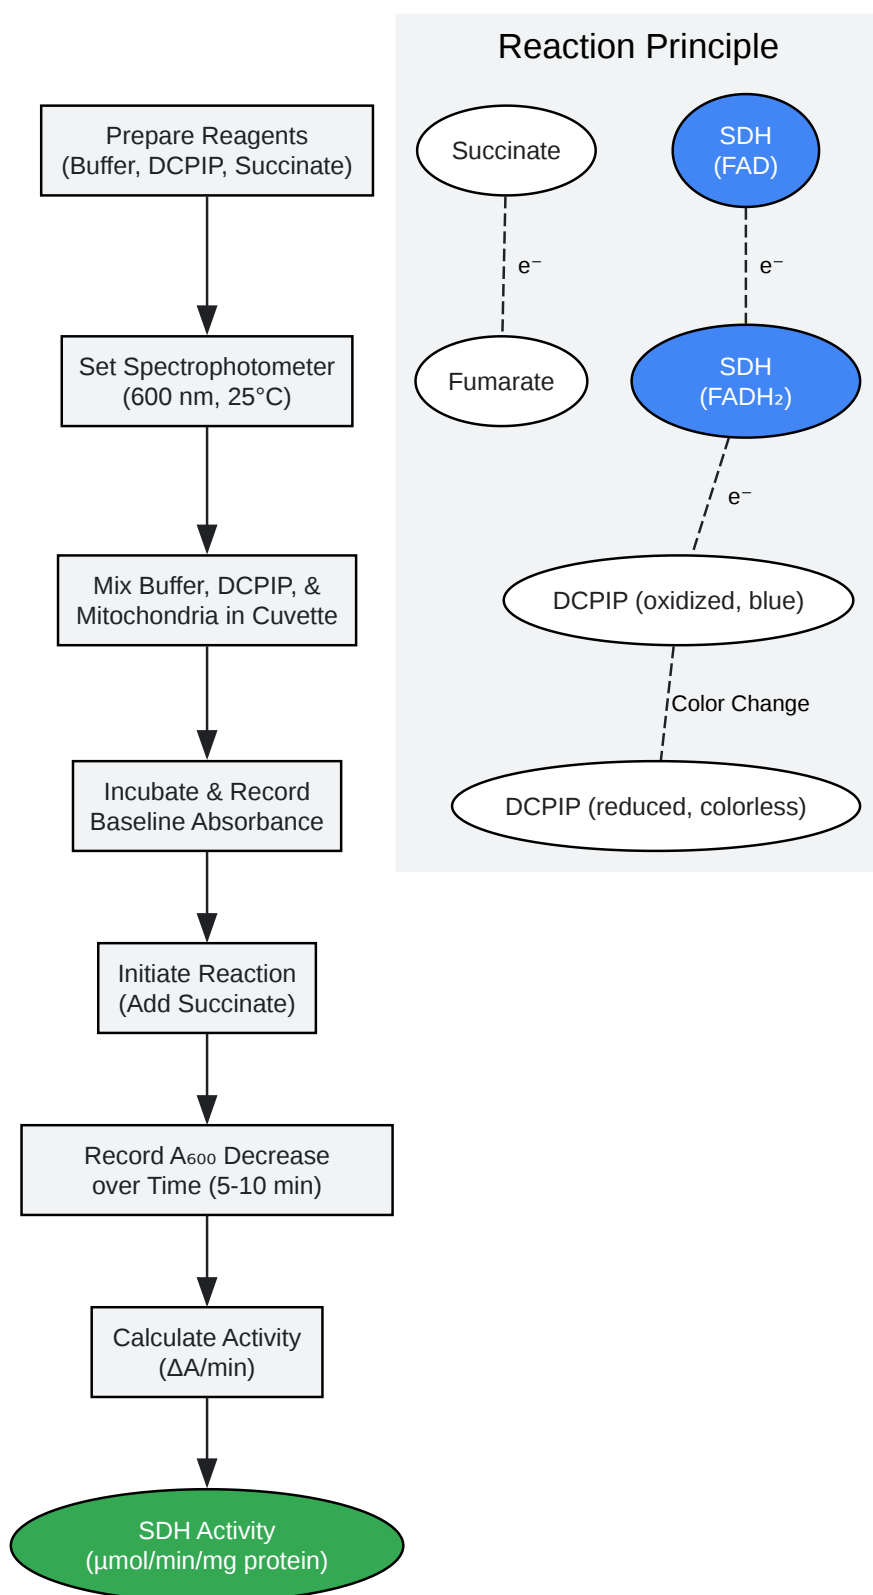 Reaction Principle
Prepare Reagents
(Buffer, DCPIP, Succinate)
Set Spectrophotometer
(600 nm, 25°C)
Mix Buffer, DCPIP, &
Mitochondria in Cuvette
Incubate & Record
Baseline Absorbance
Initiate Reaction
(Add Succinate)
Record A₆₀₀ Decrease
over Time (5-10 min)
Calculate Activity
(ΔA/min)
SDH Activity
(µmol/min/mg protein)
Succinate
e⁻
Fumarate
SDH
(FAD)
e⁻
SDH
(FADH₂)
e⁻
DCPIP (oxidized, blue)
Color Change
DCPIP (reduced, colorless)